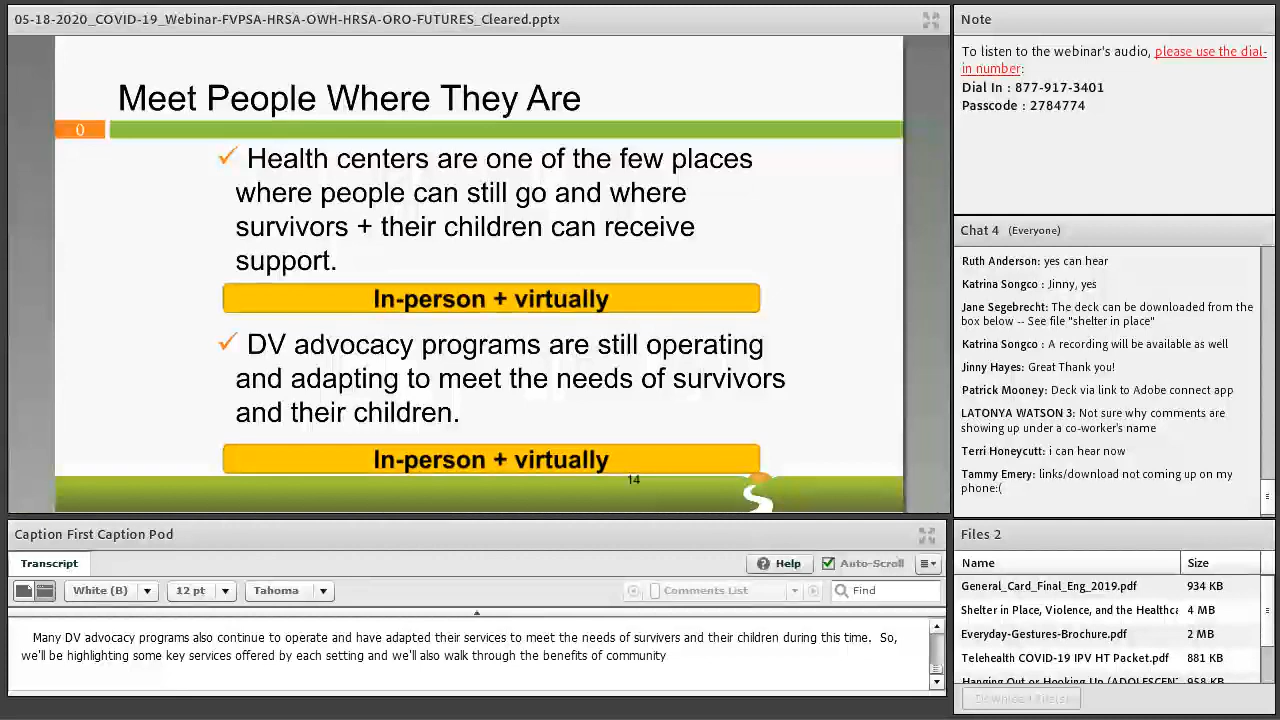 05-18-2020_COVID-19_Webinar-FVPSA-HRSA-OWH-HRSA-ORO-FUTURES_Cleared.pptx
Meet People Where They Are
0
Health centers are one of the few places
where people can still go and where
survivors + their children can receive
support.
In-person + virtually
DV advocacy programs are still operating
and adapting to meet the needs of survivors
and their children.
In-person + virtually
14
Caption First Caption Pod
Transcript
Help
Auto-Scroll
White (B)
12 pt
Tahoma
Comments List
Find
Many DV advocacy programs also continue to operate and have adapted their services to meet the needs of survivers and their children during this time. So,
we'll be highlighting some key services offered by each setting and we'll also walk through the benefits of community
Note
To listen to the webinar's audio, please use the dial-
in number:
Dial In : 877-917-3401
Passcode : 2784774
Chat 4 (Everyone)
Ruth Anderson: yes can hear
Katrina Songco : Jinny, yes
Jane Segebrecht: The deck can be downloaded from the
box below -- See file "shelter in place"
Katrina Songco : A recording will be available as well
Jinny Hayes: Great Thank you!
Patrick Mooney: Deck via link to Adobe connect app
LATONYA WATSON 3: Not sure why comments are
showing up under a co-worker's name
Terri Honeycutt: i can hear now
Tammy Emery: links/download not coming up on my
phone:(
Files 2
Name Size
General_Card_Final_Eng_2019.pdf 934 KB
Shelter in Place, Violence, and the Healthca 4 MB
Everyday-Gestures-Brochure.pdf 2 MB
Telehealth COVID-19 IPV HT Packet.pdf 881 KB
Hanging Out or Hooking Up (ADOLESCENT 958 KB
Download File(s)